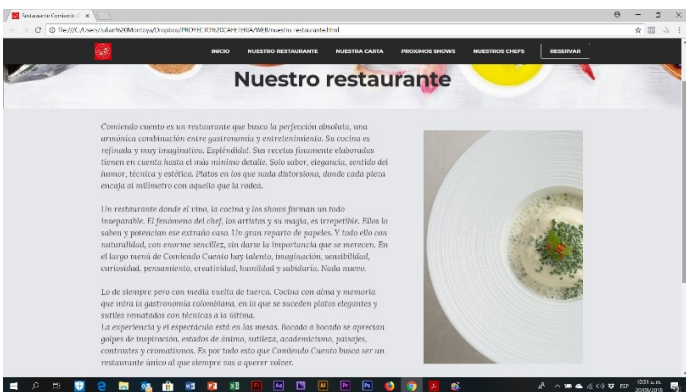 Restaurante Comiendo C
file:///C:/Users/Julian%20Montoya/Dropbox/PROYECTO%20CAFETERIA/WEB/nuestro-restaurante.html
INICIO NUESTRO RESTAURANTE NUESTRA CARTA PROXIMOS SHOWS NUESTROS CHEFS RESERVAR
Nuestro restaurante
Comiendo cuento es un restaurante que busca la perfección absoluta, una
armónica combinación entre gastronomía y entretenimiento. Su cocina es
refinada y muy imaginativa. Espléndida!. Sus recetas finamente elaboradas
tienen en cuenta hasta el más mínimo detalle. Solo sabor, elegancia, sentido del
humor, técnica y estética. Platos en los que nada distorsiona, donde cada pieza
encaja al milímetro con aquello que la rodea.
Un restaurante donde el vino, la cocina y los shows forman un todo
inseparable. El fenómeno del chef, los artistas y su magia, es irrepetible. Ellos lo
saben y potencian ese extraño caso. Un gran reparto de papeles. Y todo ello con
naturalidad, con enorme sencillez, sin darse la importancia que se merecen. En
el largo menú de Comiendo Cuento hay talento, imaginación, sensibilidad,
curiosidad, pensamiento, creatividad, humildad y sabiduría. Nada nuevo.
Lo de siempre pero con media vuelta de tuerca. Cocina con alma y memoria
que mira la gastronomía colombiana, en la que se suceden platos elegantes y
sutiles rematados con técnicas a la última.
La experiencia y el espectáculo está en las mesas. Bocado a bocado se aprecian
golpes de inspiración, estados de ánimo, sutileza, academicismo, paisajes,
contrastes y cromatismos. Es por todo esto que Comiendo Cuento busca ser un
restaurante único al que siempre vas a querer volver.
ESP
10:51 a. m.
20/08/2018